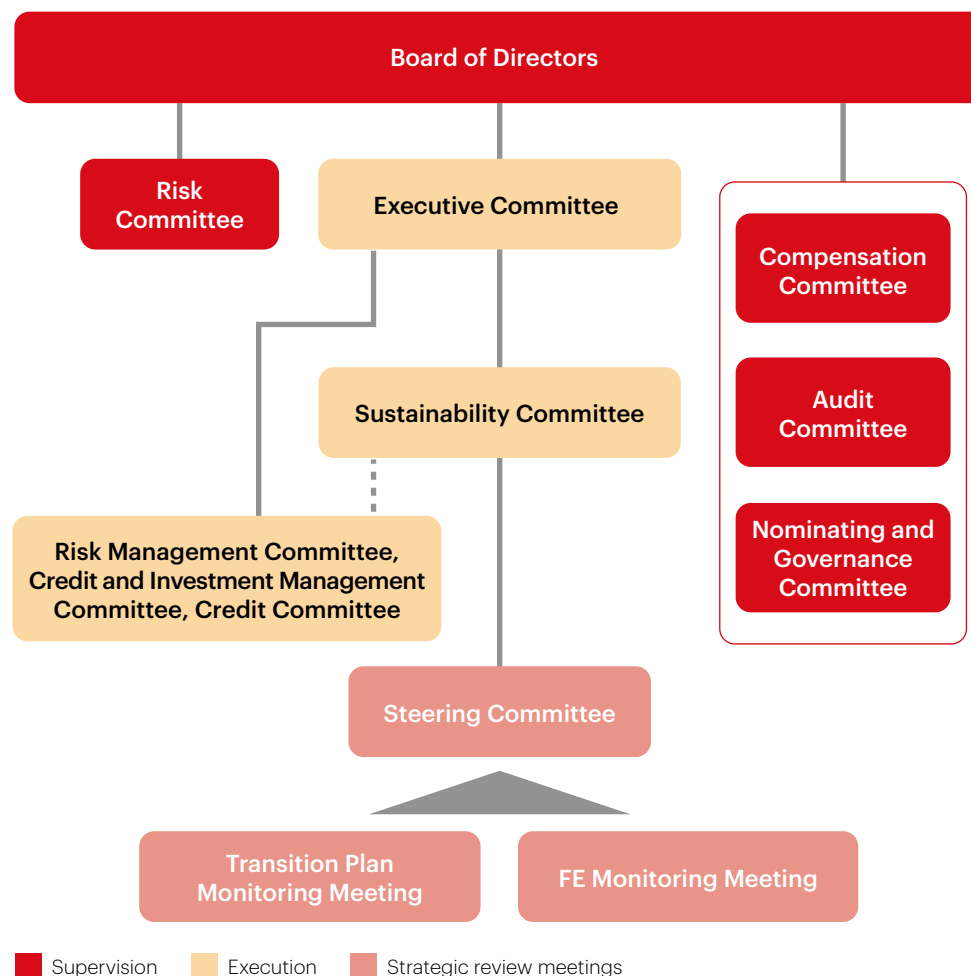 Board of Directors
Risk
Committee
Executive Committee
Compensation
Committee
Sustainability Committee
Audit
Committee
Risk Management Committee,
Credit and Investment Management
Committee, Credit Committee
Nominating and
Governance
Committee
Steering Committee
Transition Plan
Monitoring Meeting
FE Monitoring Meeting
Supervision
Execution
Strategic review meetings